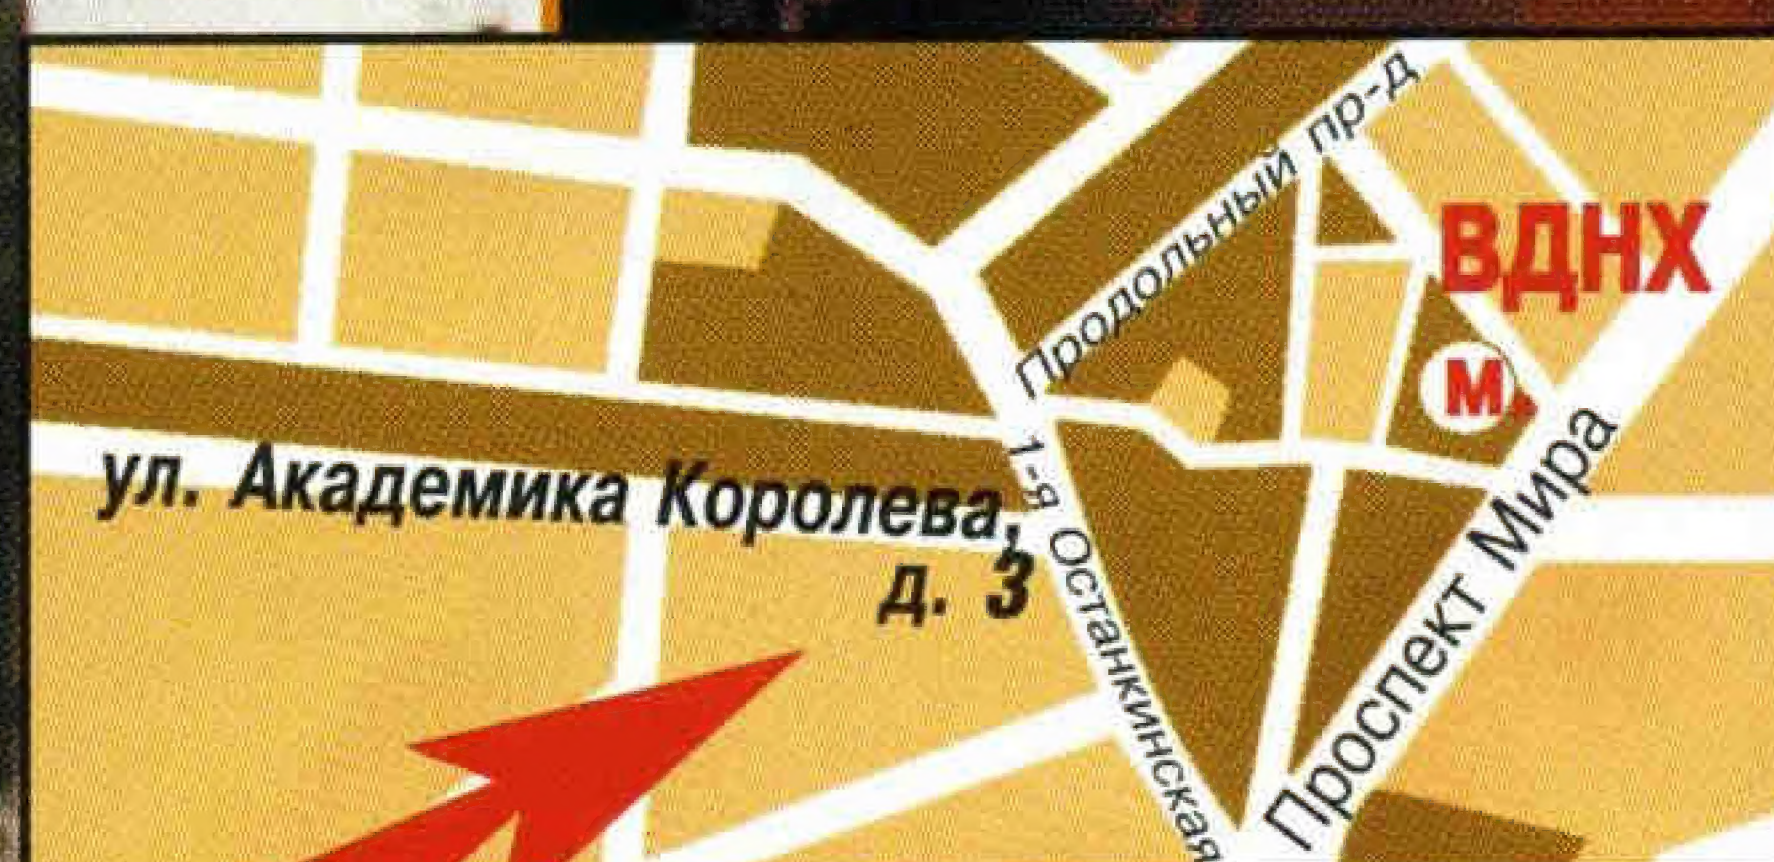 Продольный пр-д
ВДНХ
М
ул. Академика Королева,
д. 3
1-я Останкинская
Проспект Мира